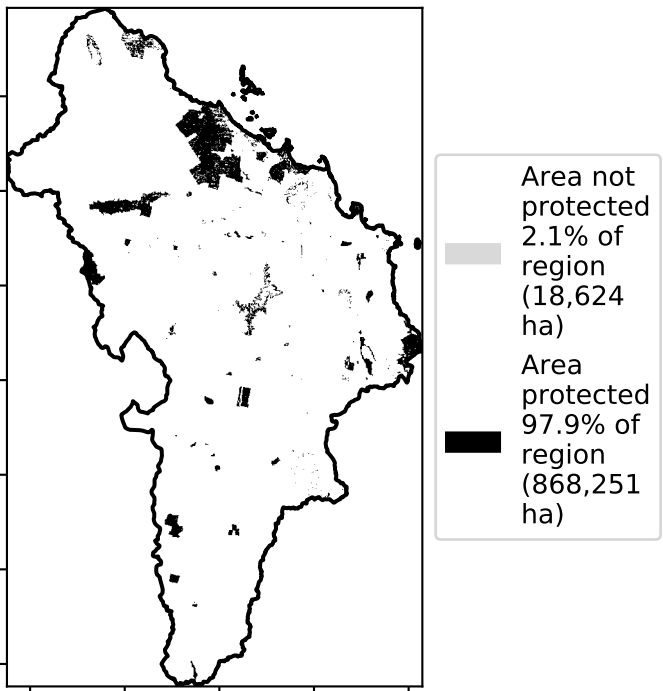 Area not
protected
2.1% of
region
(18,624
ha)
Area
protected
97.9% of
region
(868,251
ha)